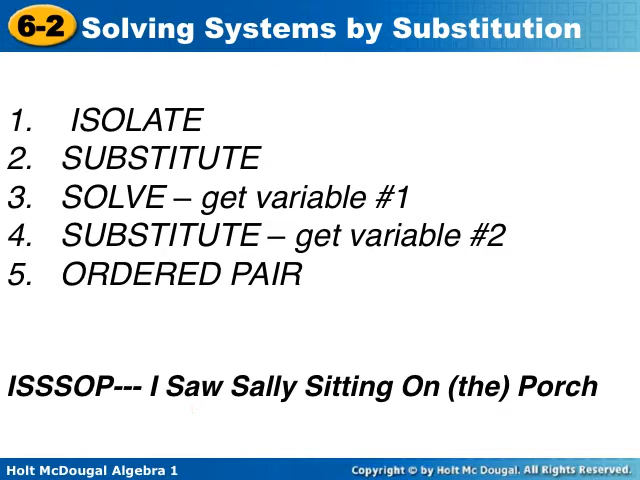 6-2 Solving Systems by Substitution
1. ISOLATE
2. SUBSTITUTE
3. SOLVE – get variable #1
4. SUBSTITUTE – get variable #2
5. ORDERED PAIR
ISSSOP--- I Saw Sally Sitting On (the) Porch
Holt McDougal Algebra 1
Copyright © by Holt Mc Dougal. All Rights Reserved.